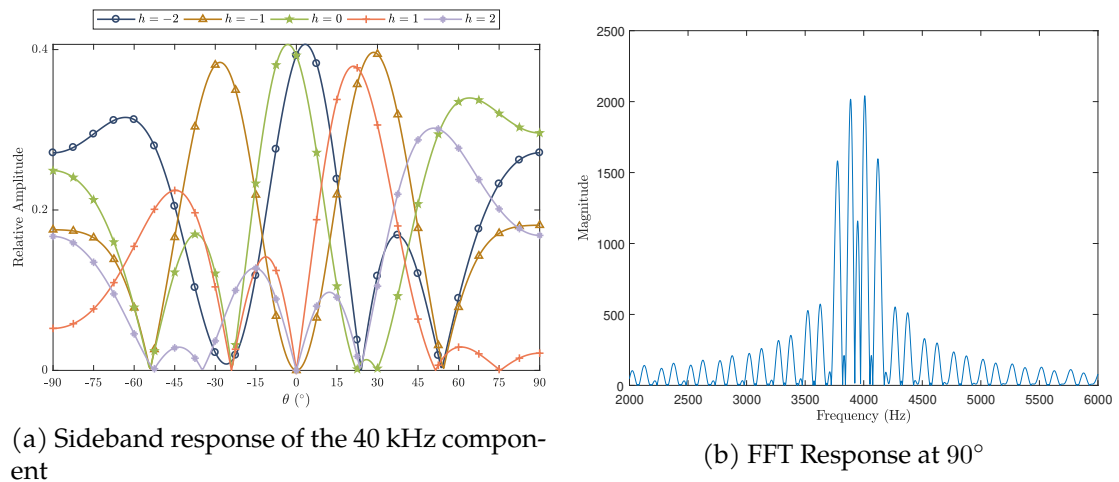 h = −2 h = −1 h = 0 h = 1 h = 2
0.4
0.2
0
Relative Amplitude
-90 -75 -60 -45 -30 -15 0 15 30 45 60 75 90
θ (°)
(a) Sideband response of the 40 kHz compon-
ent
2500
2000
1500
1000
500
0
Magnitude
2000 2500 3000 3500 4000 4500 5000 5500 6000
Frequency (Hz)
(b) FFT Response at 90°